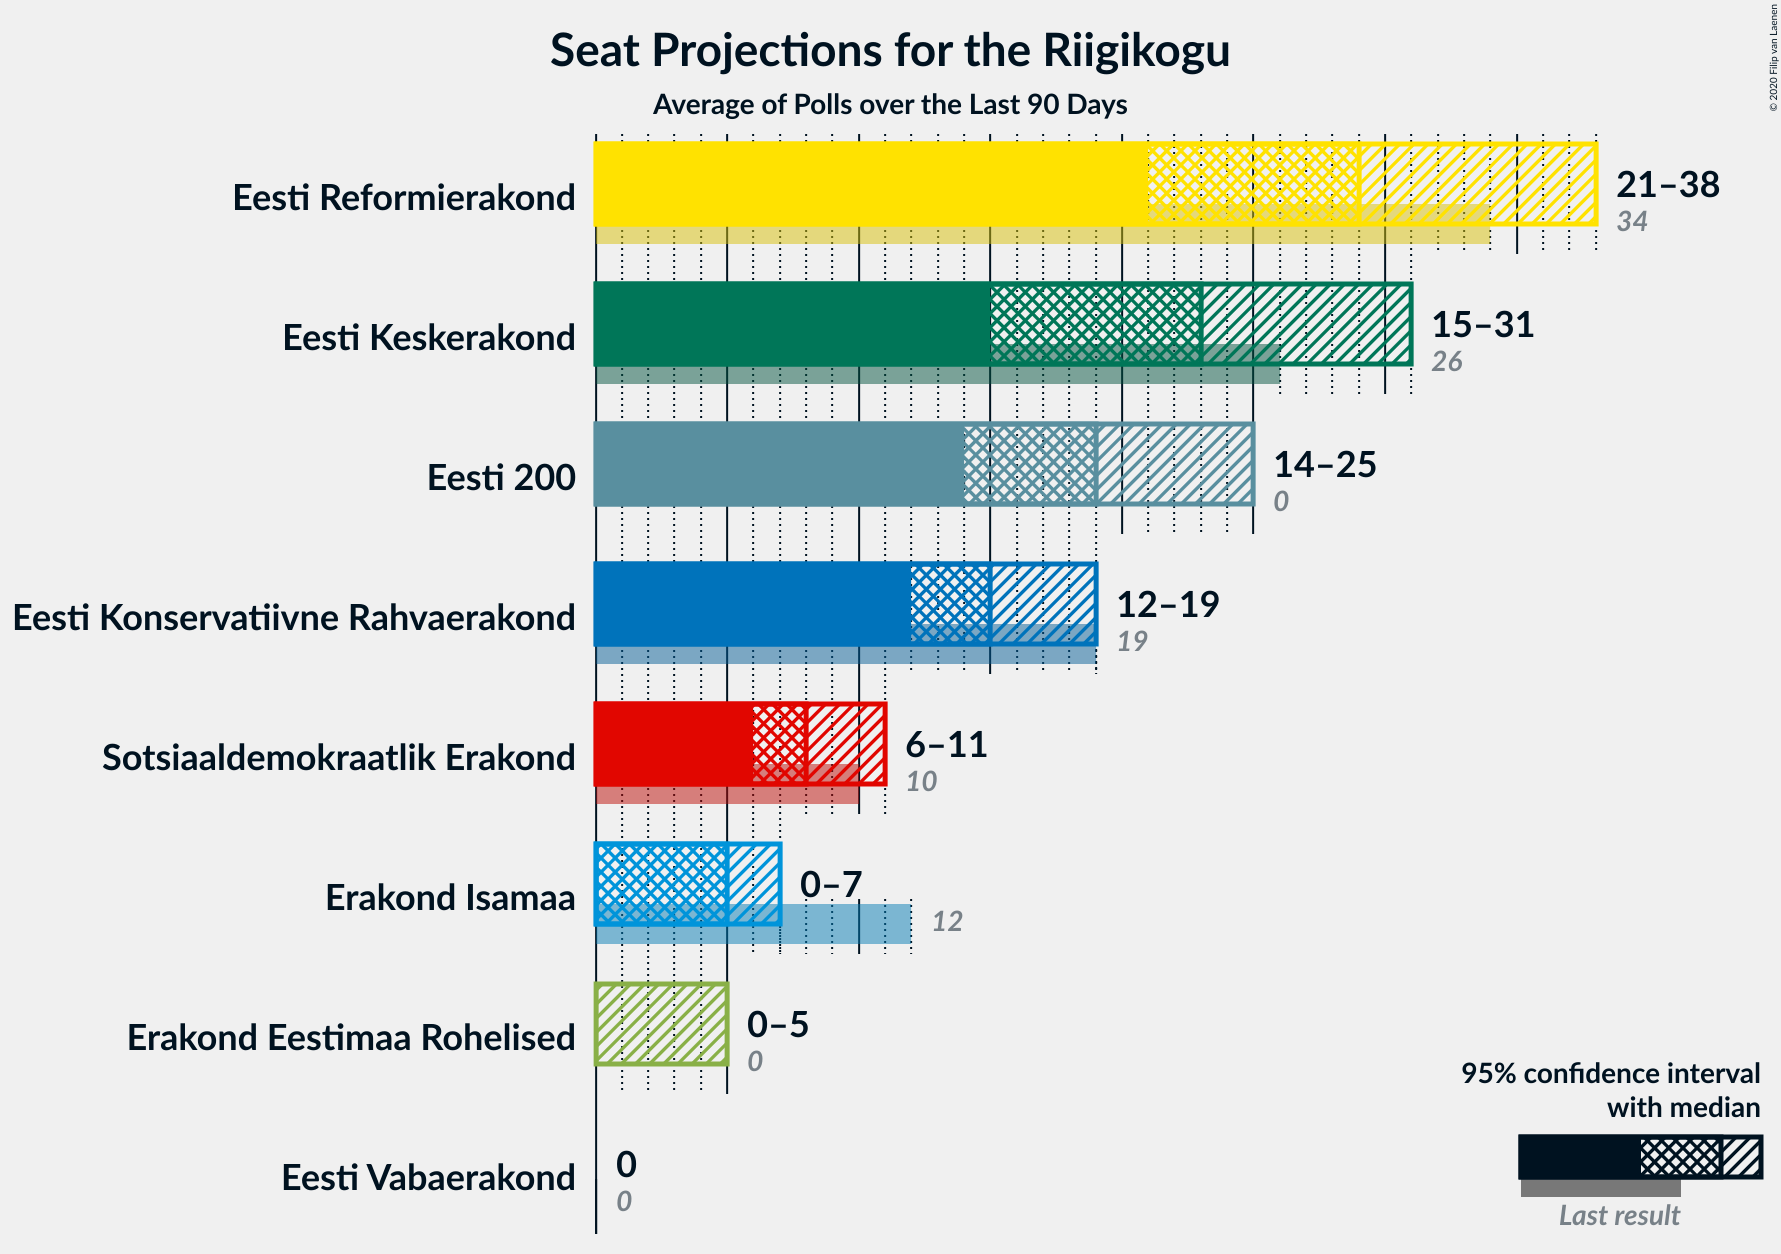 Seat Projections for the Riigikogu
Average of Polls over the Last 90 Days
© 2020 Filip van Laenen
Eesti Reformierakond
21–38
34
Eesti Keskerakond
15–31
26
Eesti 200
14–25
0
Eesti Konservatiivne Rahvaerakond
12–19
19
Sotsiaaldemokraatlik Erakond
6–11
10
Erakond Isamaa
0–7
12
Erakond Eestimaa Rohelised
0–5
0
Eesti Vabaerakond
0
0
95% confidence interval
with median
Last result